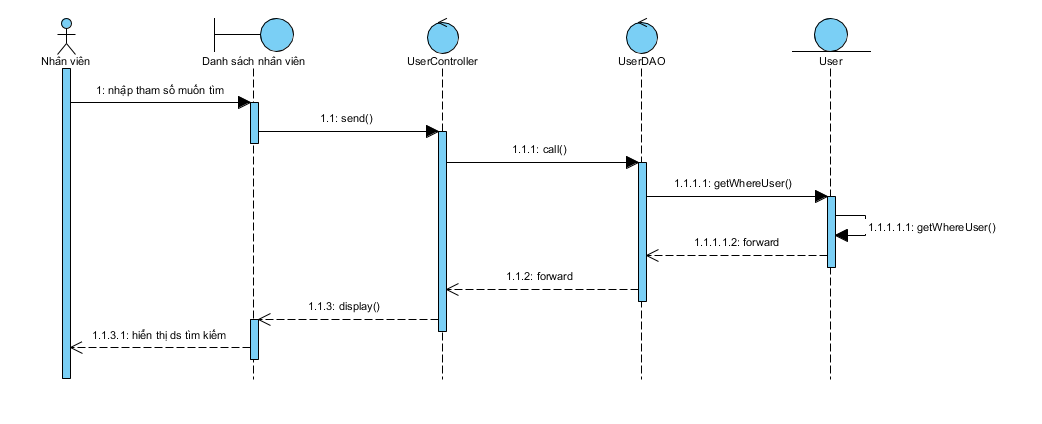 Nhân viên
Danh sách nhân viên
UserController
UserDAO
User
1: nhập tham số muốn tìm
1.1: send()
1.1.1: call()
1.1.1.1: getWhereUser()
1.1.1.1.1: getWhereUser()
1.1.1.1.2: forward
1.1.2: forward
1.1.3: display()
1.1.3.1: hiển thị ds tìm kiếm